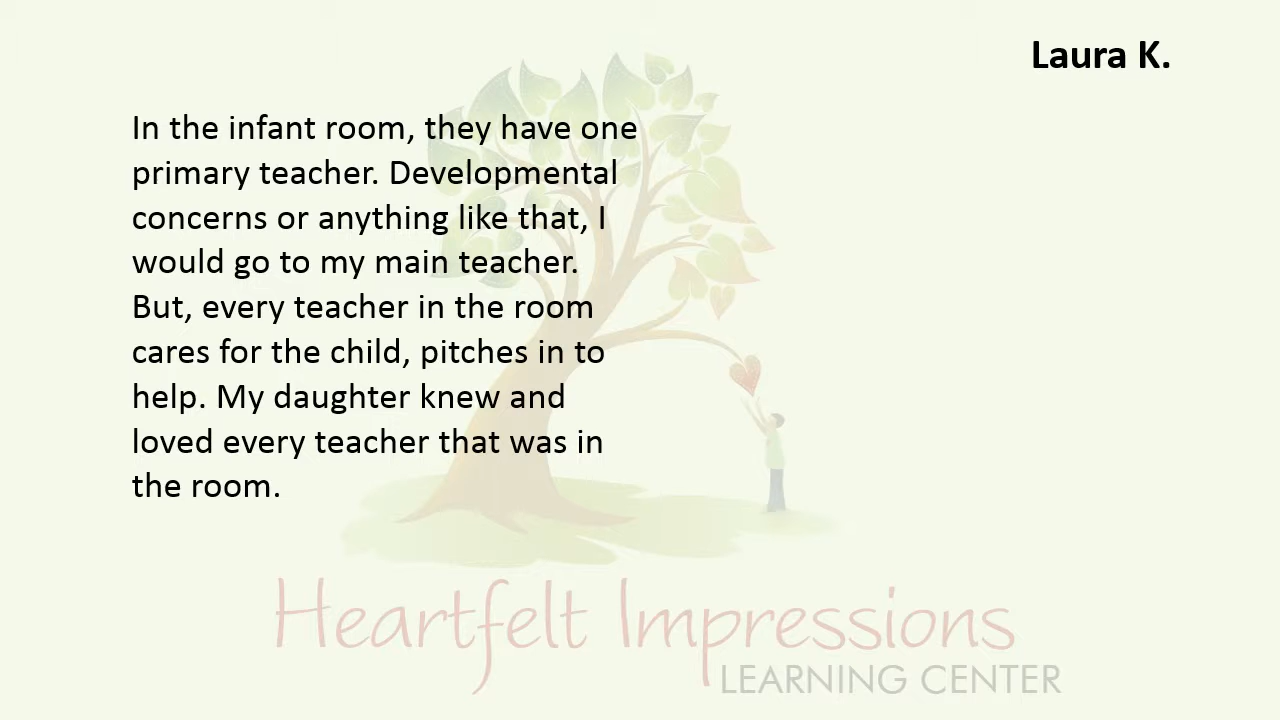 Laura K.
In the infant room, they have one
primary teacher. Developmental
concerns or anything like that, I
would go to my main teacher.
But, every teacher in the room
cares for the child, pitches in to
help. My daughter knew and
loved every teacher that was in
the room.
Heartfelt Impressions
LEARNING CENTER